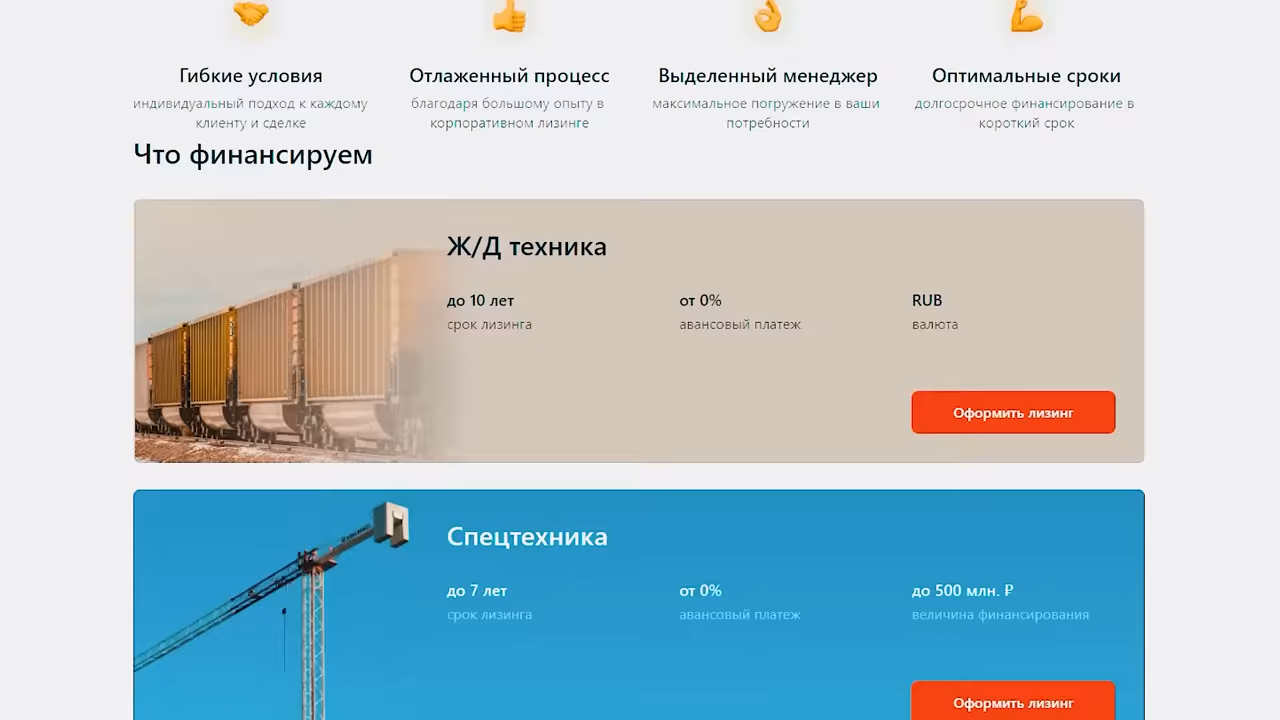 Гибкие условия
индивидуальный подход к каждому
клиенту и сделке
Отлаженный процесс
благодаря большому опыту в
корпоративном лизинге
Выделенный менеджер
максимальное погружение в ваши
потребности
Оптимальные сроки
долгосрочное финансирование в
короткий срок
Что финансируем
Ж/Д техника
до 10 лет
срок лизинга
от 0%
авансовый платеж
RUB
валюта
Оформить лизинг
Спецтехника
до 7 лет
срок лизинга
от 0%
авансовый платеж
до 500 млн. ₽
величина финансирования
Оформить лизинг